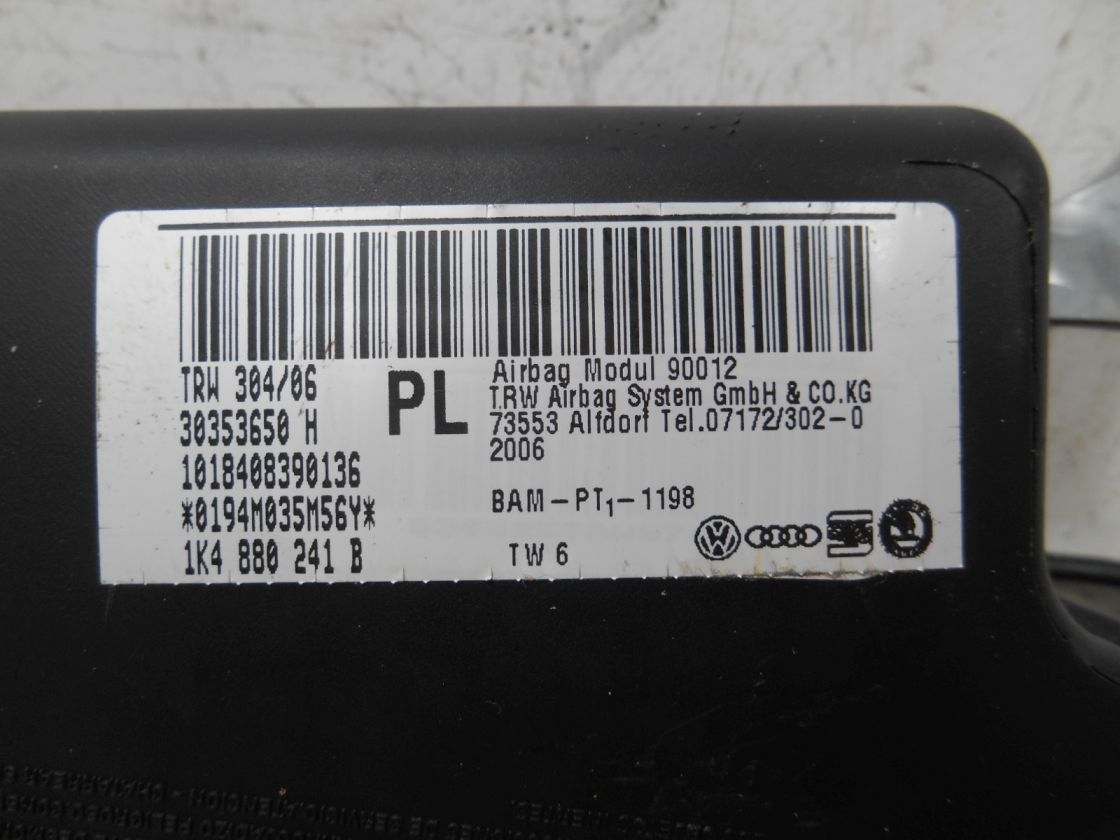 TRW 304/06
30353650 H
1018408390136
*0194M035M56Y*
1K4 880 241 B
PL
Airbag Modul 90012
TRW Airbag System GmbH & CO.KG
73553 Alfdorf Tel.07172/302-0
2006
BAM-PT1-1198
TW 6